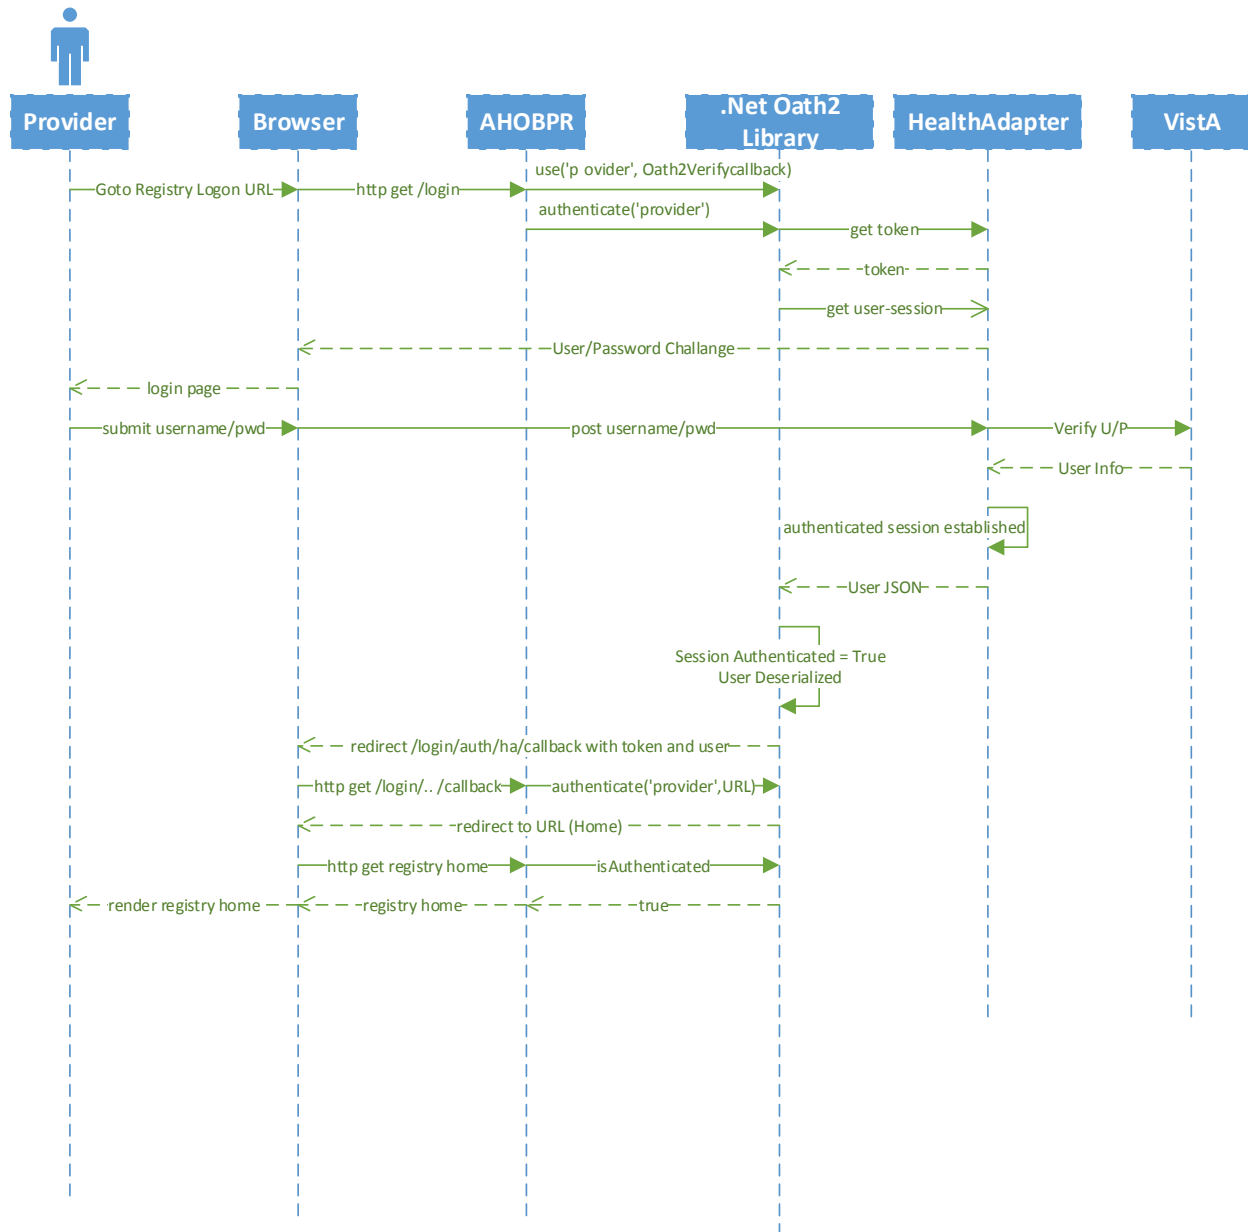 Provider
Browser
AHOBPR
.Net Oath2
Library
HealthAdapter
VistA
use('p ovider', Oath2Verifycallback)
Goto Registry Logon URL
http get /login
authenticate('provider')
get token
token
get user-session
User/Password Challange
login page
submit username/pwd
post username/pwd
Verify U/P
User Info
authenticated session established
User JSON
Session Authenticated = True
User Deserialized
redirect /login/auth/ha/callback with token and user
http get /login/.. /callback
authenticate('provider',URL)
redirect to URL (Home)
http get registry home
isAuthenticated
render registry home
registry home
true